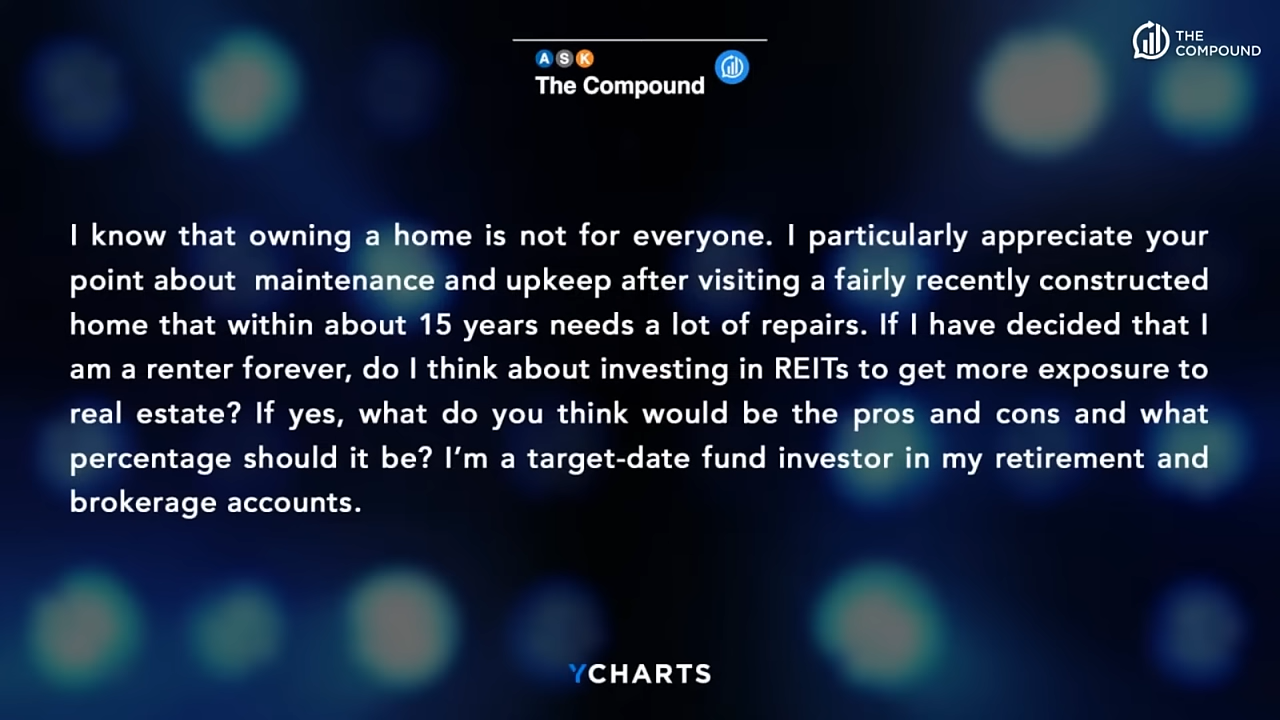 ASK
The Compound
THE
COMPOUND
I know that owning a home is not for everyone. I particularly appreciate your
point about maintenance and upkeep after visiting a fairly recently constructed
home that within about 15 years needs a lot of repairs. If I have decided that I
am a renter forever, do I think about investing in REITs to get more exposure to
real estate? If yes, what do you think would be the pros and cons and what
percentage should it be? I’m a target-date fund investor in my retirement and
brokerage accounts.
YCHARTS